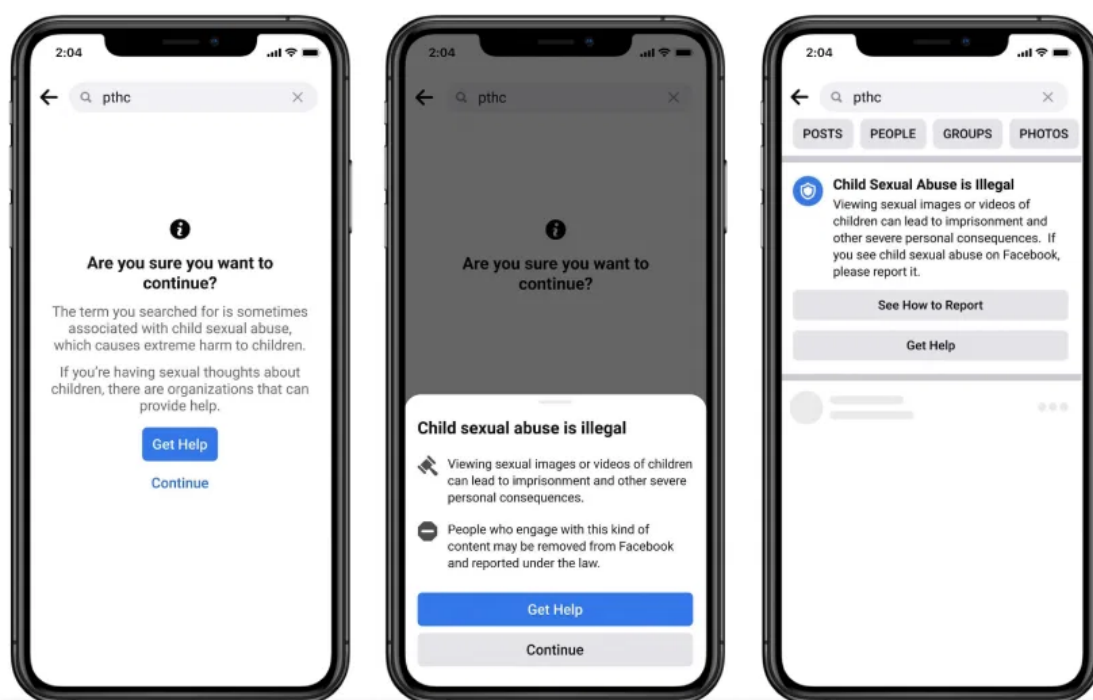 2:04
pthc
Are you sure you want to
continue?
The term you searched for is sometimes
associated with child sexual abuse,
which causes extreme harm to children.
If you're having sexual thoughts about
children, there are organizations that can
provide help.
Get Help
Continue
2:04
pthc
Are you sure you want to
continue?
Child sexual abuse is illegal
Viewing sexual images or videos of children
can lead to imprisonment and other severe
personal consequences.
People who engage with this kind of
content may be removed from Facebook
and reported under the law.
Get Help
Continue
2:04
pthc
POSTS PEOPLE GROUPS PHOTOS
Child Sexual Abuse is Illegal
Viewing sexual images or videos of
children can lead to imprisonment and
other severe personal consequences. If
you see child sexual abuse on Facebook,
please report it.
See How to Report
Get Help